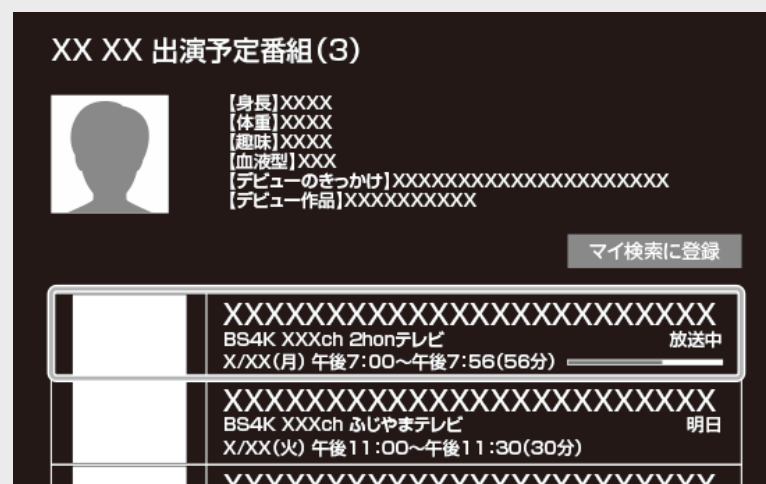 XX XX 出演予定番組(3)
【身長】XXXX
【体重】XXXX
【趣味】XXXX
【血液型】XXX
【デビューのきっかけ】XXXXXXXXXXXXXXXXXXXXX
【デビュー作品】XXXXXXXXXX
マイ検索に登録
XXXXXXXXXXXXXXXXXXXXXXXX
BS4K XXXch 2honテレビ 放送中
X/XX(月) 午後7:00~午後7:56(56分)
XXXXXXXXXXXXXXXXXXXXXXXX
BS4K XXXch ふじやまテレビ 明日
X/XX(火) 午後11:00~午後11:30(30分)
XXXXXXXXXXXXXXXXXXXXXXXX